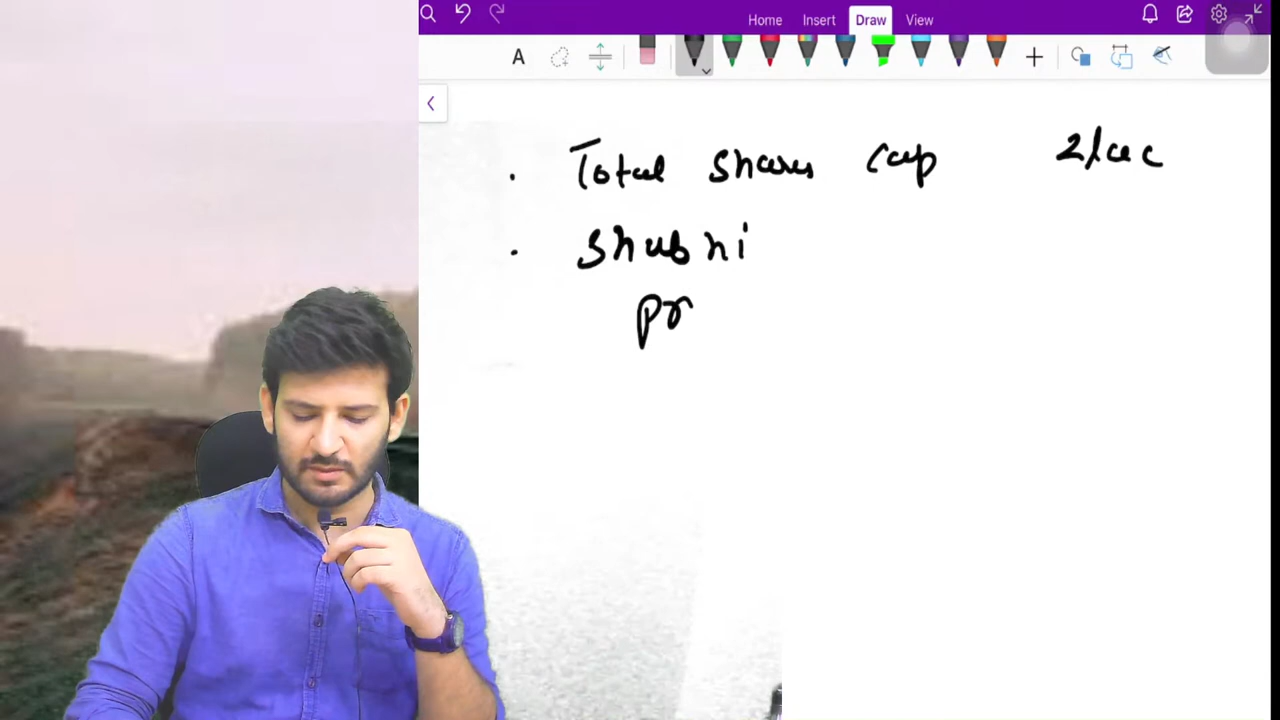 Home Insert Draw View
A
. Total shares cap 2lac
. Shubhi
pr